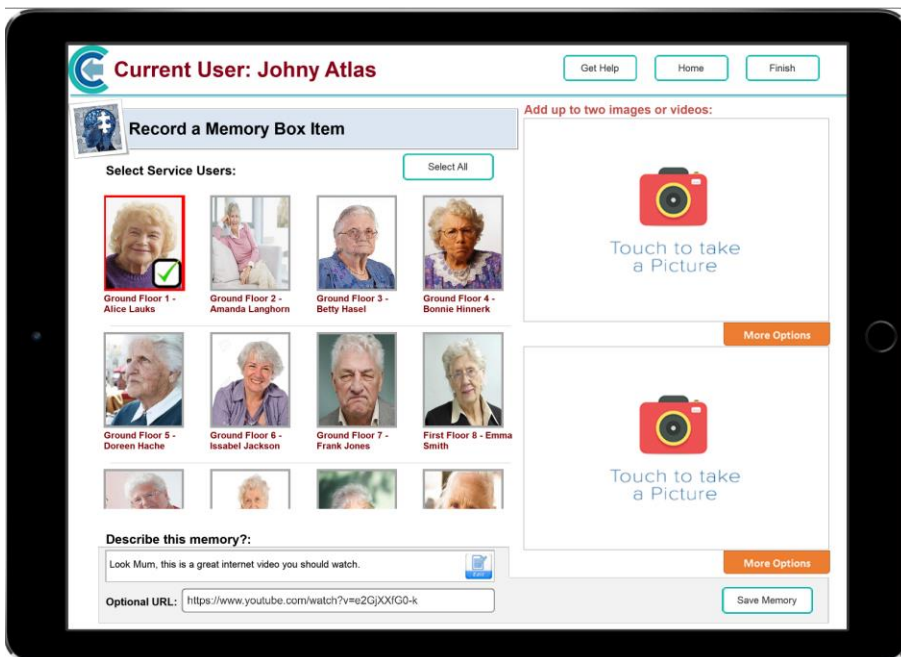 Current User: Johny Atlas
Get Help
Home
Finish
Record a Memory Box Item
Select Service Users:
Select All
Ground Floor 1 -
Alice Lauks
Ground Floor 2 -
Amanda Langhorn
Ground Floor 3 -
Betty Hasel
Ground Floor 4 -
Bonnie Hinnerk
Ground Floor 5 -
Doreen Hache
Ground Floor 6 -
Issabel Jackson
Ground Floor 7 -
Frank Jones
First Floor 8 - Emma
Smith
Describe this memory?:
Look Mum, this is a great internet video you should watch.
Edit
Optional URL:
https://www.youtube.com/watch?v=e2GjXXfG0-k
Add up to two images or videos:
Touch to take
a Picture
More Options
Touch to take
a Picture
More Options
Save Memory